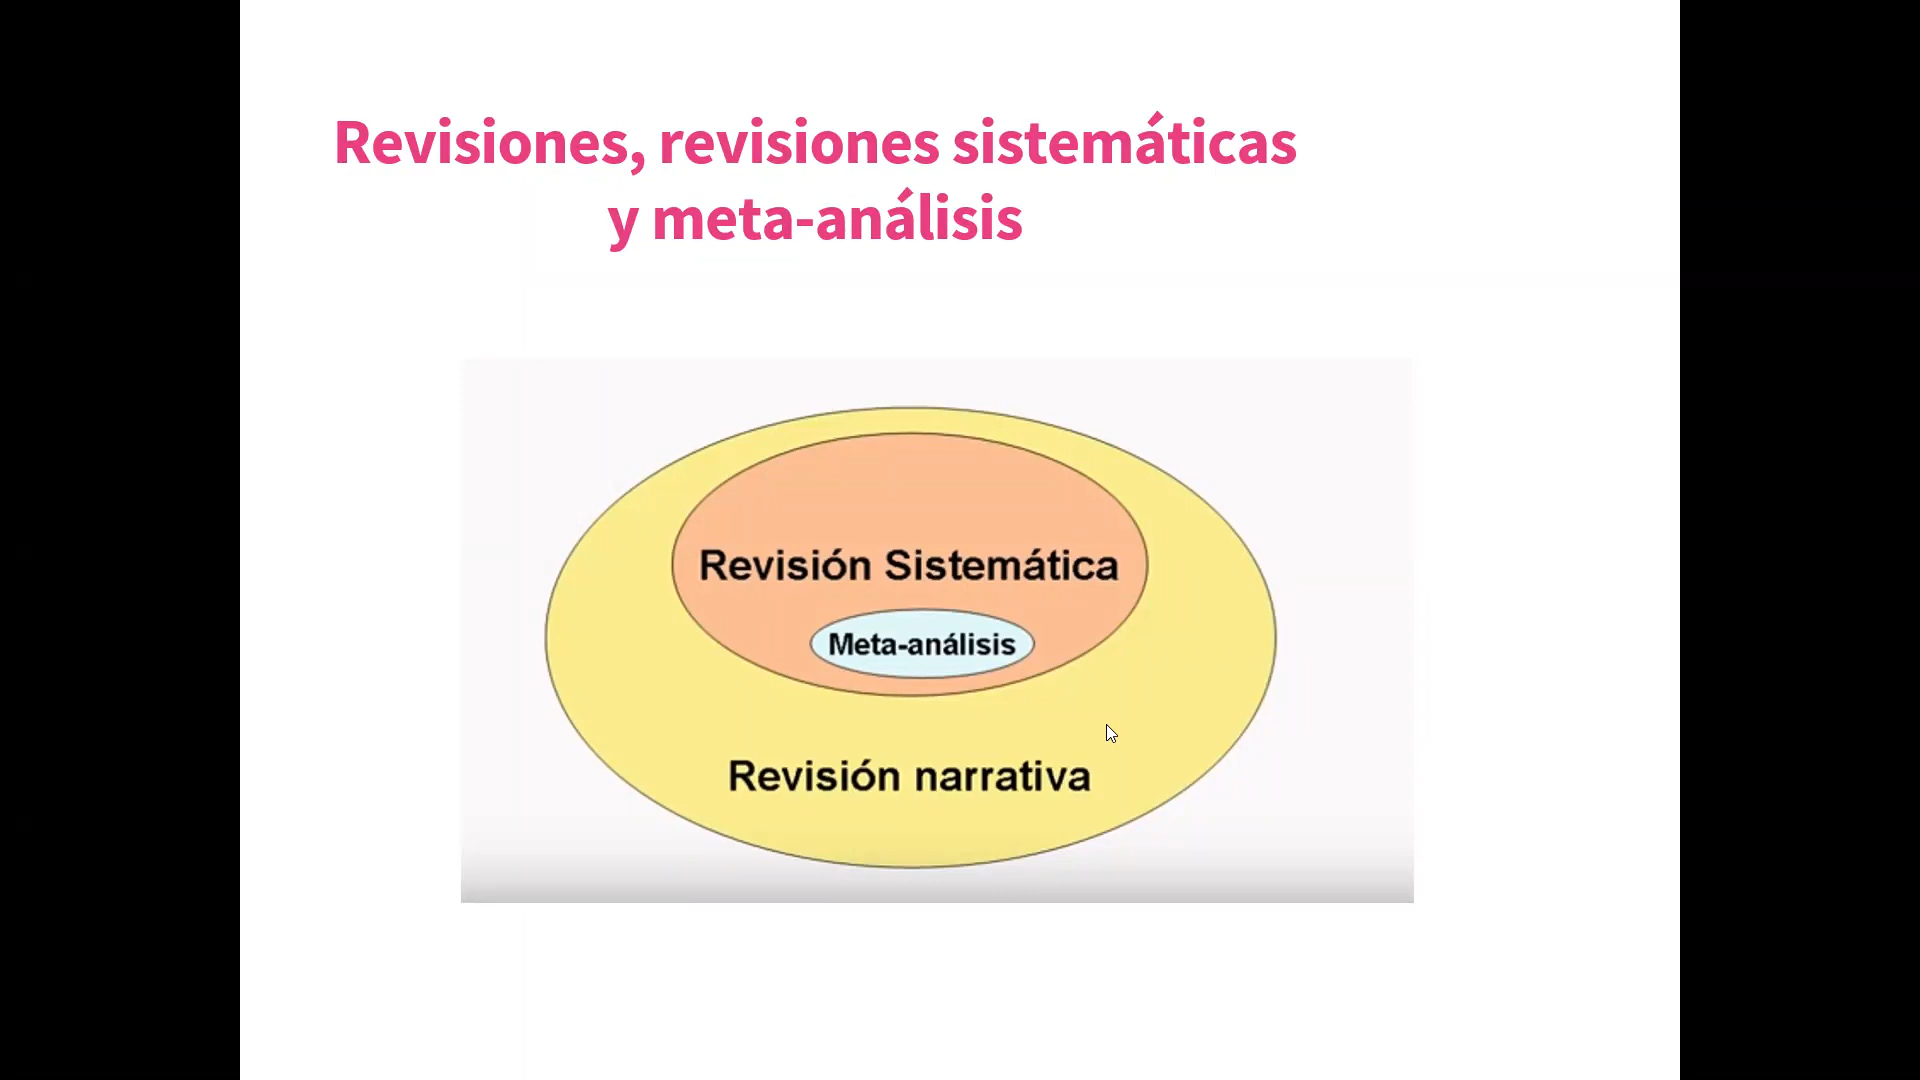 Revisiones, revisiones sistemáticas
y meta-análisis
Revisión Sistemática
Meta-análisis
Revisión narrativa